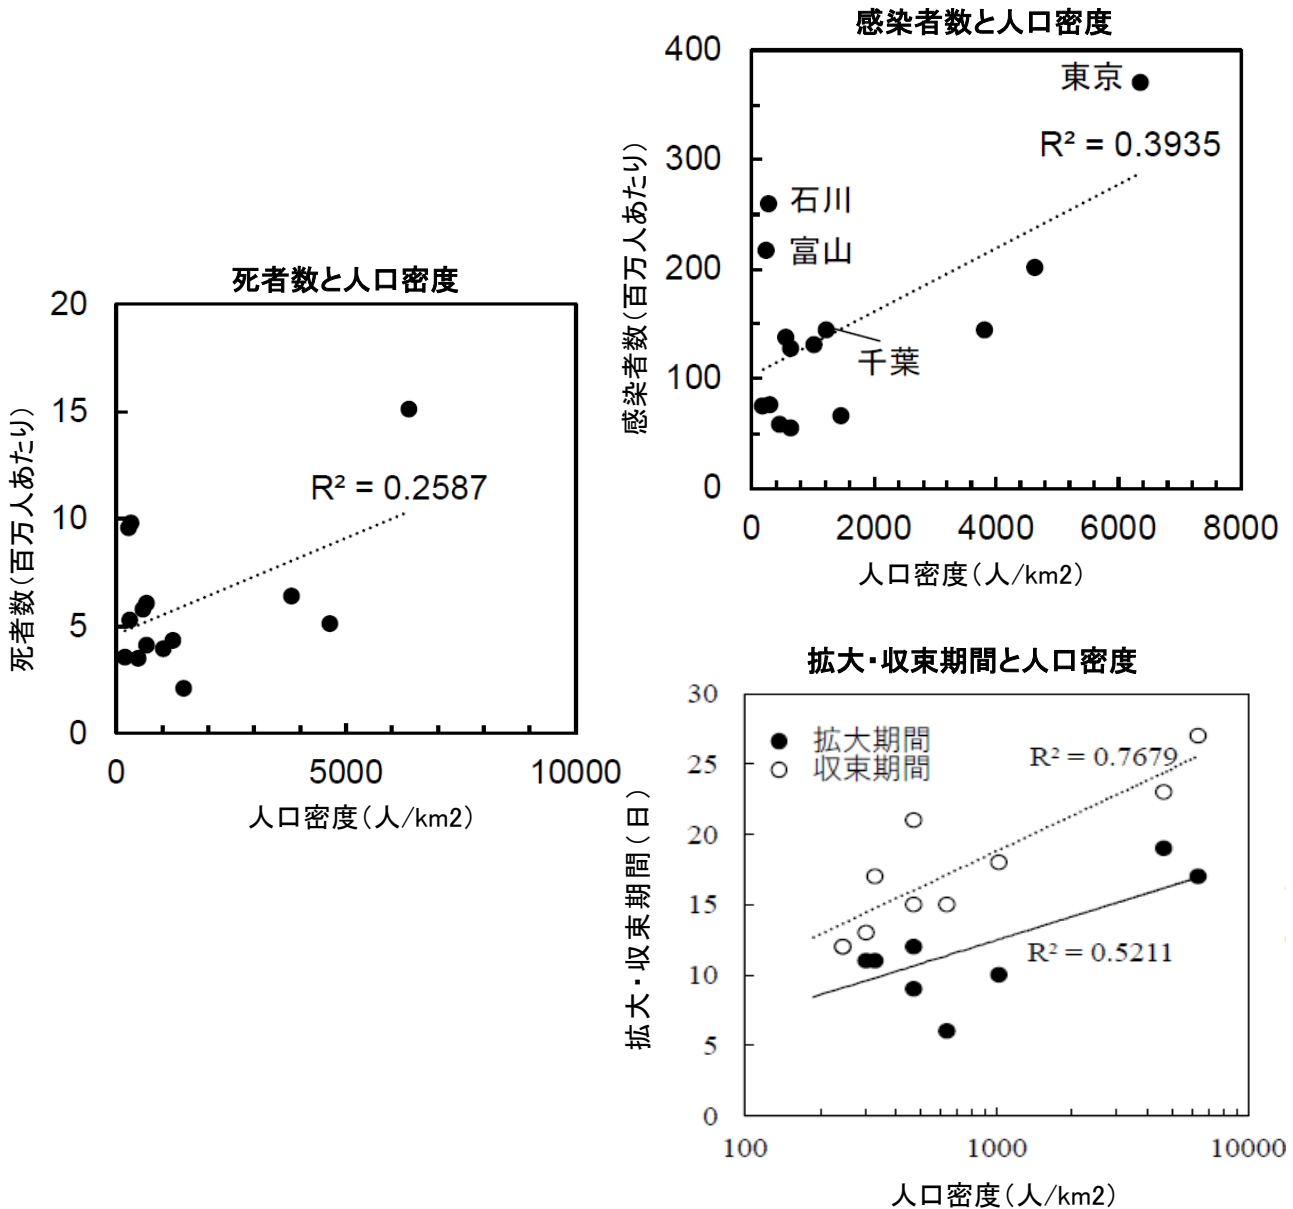 感染者数と人口密度
400
300
200
100
0
感染者数（百万人あたり）
東京
R² = 0.3935
石川
富山
千葉
0 2000 4000 6000 8000
人口密度（人/km2）
死者数と人口密度
20
15
10
5
0
死者数（百万人あたり）
R² = 0.2587
0 5000 10000
人口密度（人/km2）
拡大・収束期間と人口密度
30
25
20
15
10
5
0
拡大・収束期間（日）
拡大期間
収束期間
R² = 0.7679
R² = 0.5211
100 1000 10000
人口密度（人/km2）